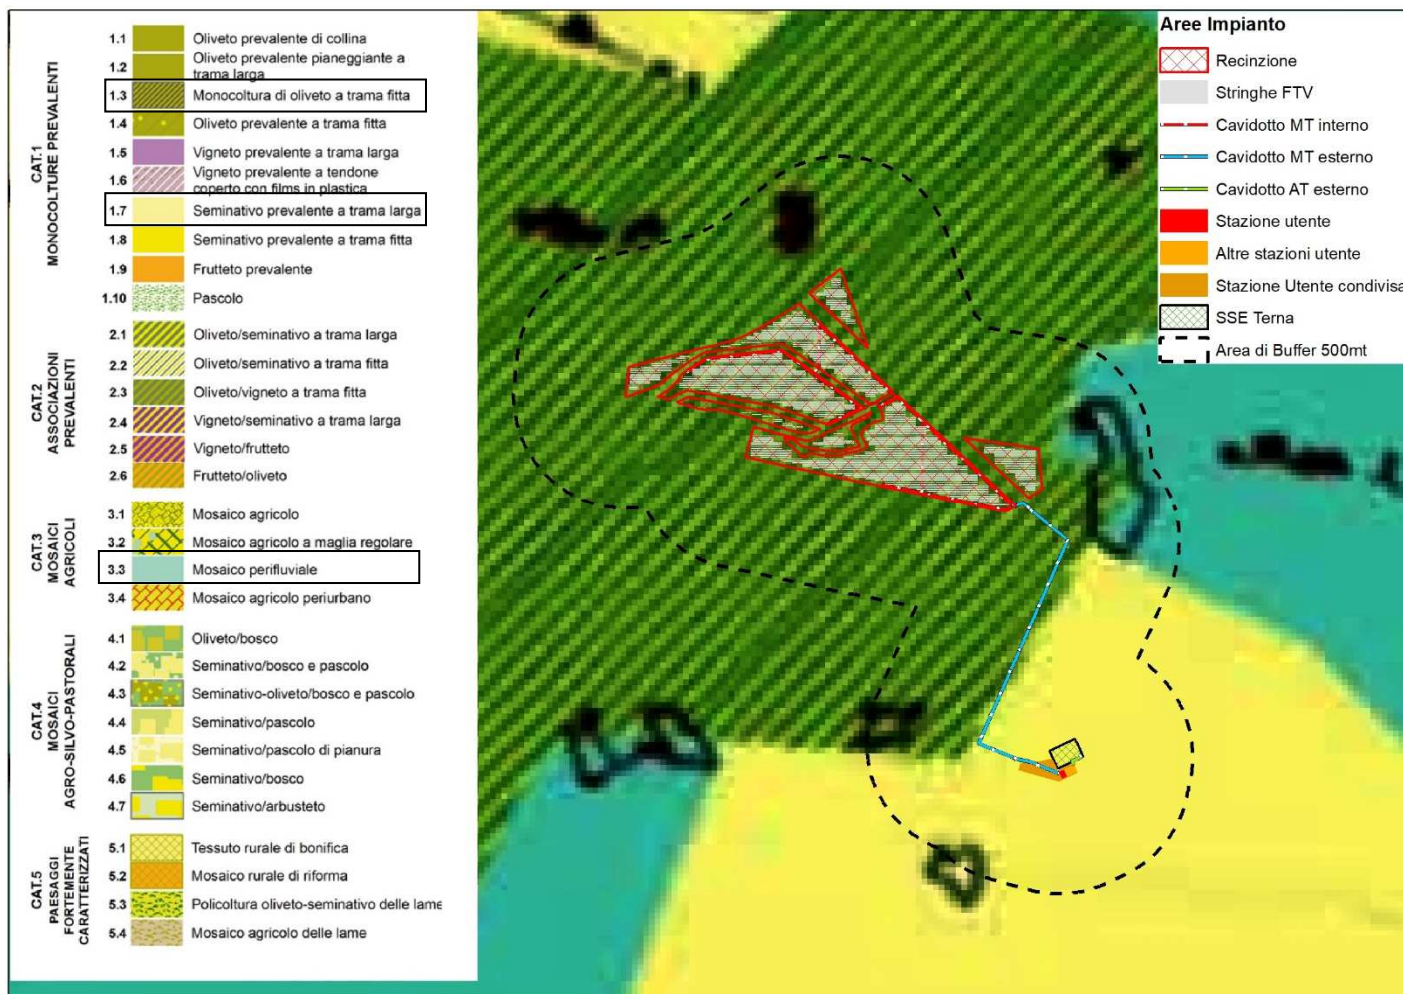 CAT.1
MONOCOLTURE PREVALENTI
1.1 Oliveto prevalente di collina
1.2 Oliveto prevalente pianeggiante a
trama larga
1.3 Monocoltura di oliveto a trama fitta
1.4 Oliveto prevalente a trama fitta
1.5 Vigneto prevalente a trama larga
1.6 Vigneto prevalente a tendone
coperto con films in plastica
1.7 Seminativo prevalente a trama larga
1.8 Seminativo prevalente a trama fitta
1.9 Frutteto prevalente
1.10 Pascolo
CAT.2
ASSOCIAZIONI
PREVALENTI
2.1 Oliveto/seminativo a trama larga
2.2 Oliveto/seminativo a trama fitta
2.3 Oliveto/vigneto a trama fitta
2.4 Vigneto/seminativo a trama larga
2.5 Vigneto/frutteto
2.6 Frutteto/oliveto
CAT.3
MOSAICI
AGRICOLI
3.1 Mosaico agricolo
3.2 Mosaico agricolo a maglia regolare
3.3 Mosaico perifluviale
3.4 Mosaico agricolo periurbano
CAT.4
MOSAICI
AGRO-SILVO-PASTORALI
4.1 Oliveto/bosco
4.2 Seminativo/bosco e pascolo
4.3 Seminativo-oliveto/bosco e pascolo
4.4 Seminativo/pascolo
4.5 Seminativo/pascolo di pianura
4.6 Seminativo/bosco
4.7 Seminativo/arbusteto
CAT.5
PAESAGGI
FORTEMENTE
CARATTERIZZATI
5.1 Tessuto rurale di bonifica
5.2 Mosaico rurale di riforma
5.3 Policoltura oliveto-seminativo delle lame
5.4 Mosaico agricolo delle lame
Aree Impianto
Recinzione
Stringhe FTV
Cavidotto MT interno
Cavidotto MT esterno
Cavidotto AT esterno
Stazione utente
Altre stazioni utente
Stazione Utente condivisa
SSE Terna
Area di Buffer 500mt